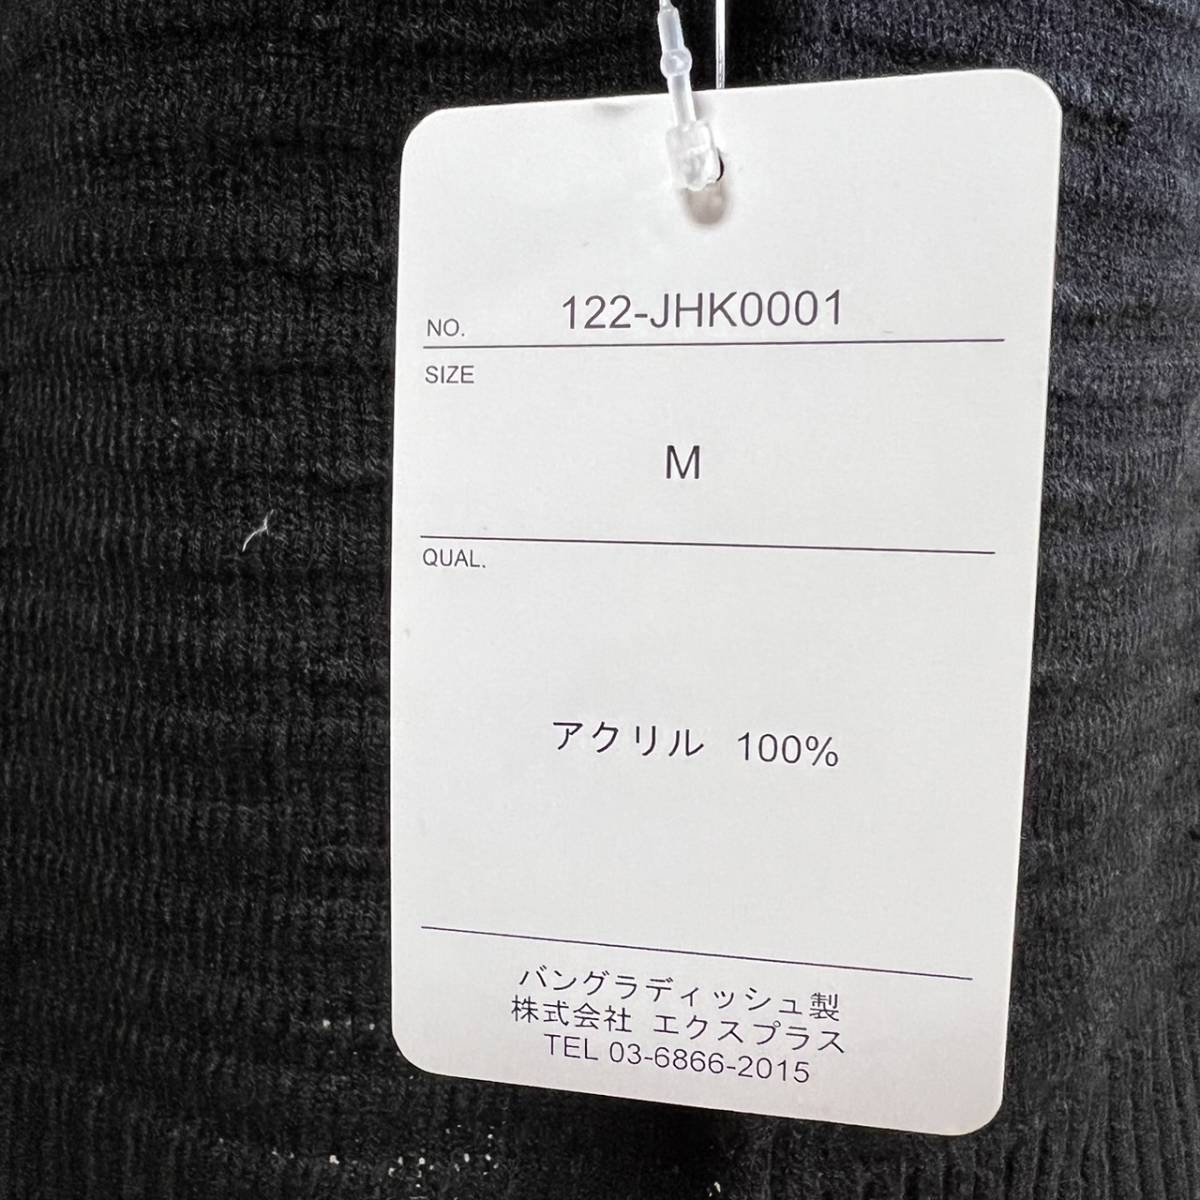 NO. 122-JHK0001
SIZE
M
QUAL.
アクリル 100%
バングラディッシュ製
株式会社 エクスプラス
TEL 03-6866-2015